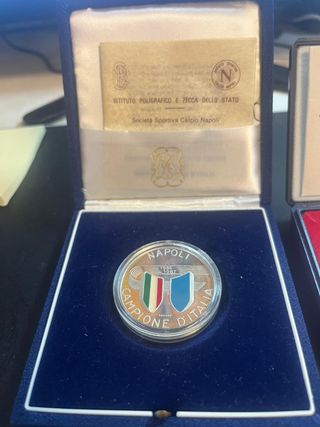 ISTITUTO POLIGRAFICO E ZECCA DELLO STATO
Società Sportiva Calcio Napoli
N
NAPOLI
1987
CAMPIONE D'ITALIA